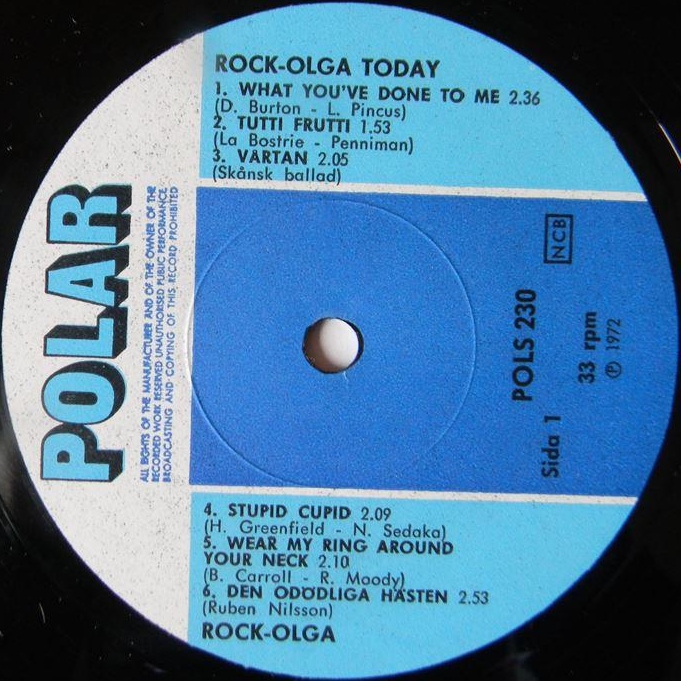 ROCK-OLGA TODAY
1. WHAT YOU'VE DONE TO ME 2.36
(D. Burton - L. Pincus)
2. TUTTI FRUTTI 1.53
(La Bostrie - Penniman)
3. VÅRTAN 2.05
(Skånsk ballad)
POLAR
ALL RIGHTS OF THE MANUFACTURER AND OF THE OWNER OF THE
RECORDED WORK RESERVED UNAUTHORISED PUBLIC PERFORMANCE,
BROADCASTING AND COPYING OF THIS RECORD PROHIBITED
NCB
POLS 230
Sida 1
33 rpm
℗ 1972
4. STUPID CUPID 2.09
(H. Greenfield - N. Sedaka)
5. WEAR MY RING AROUND
YOUR NECK 2.10
(B. Carroll - R. Moody)
6. DEN ODÖDLIGA HÄSTEN 2.53
(Ruben Nilsson)
ROCK-OLGA